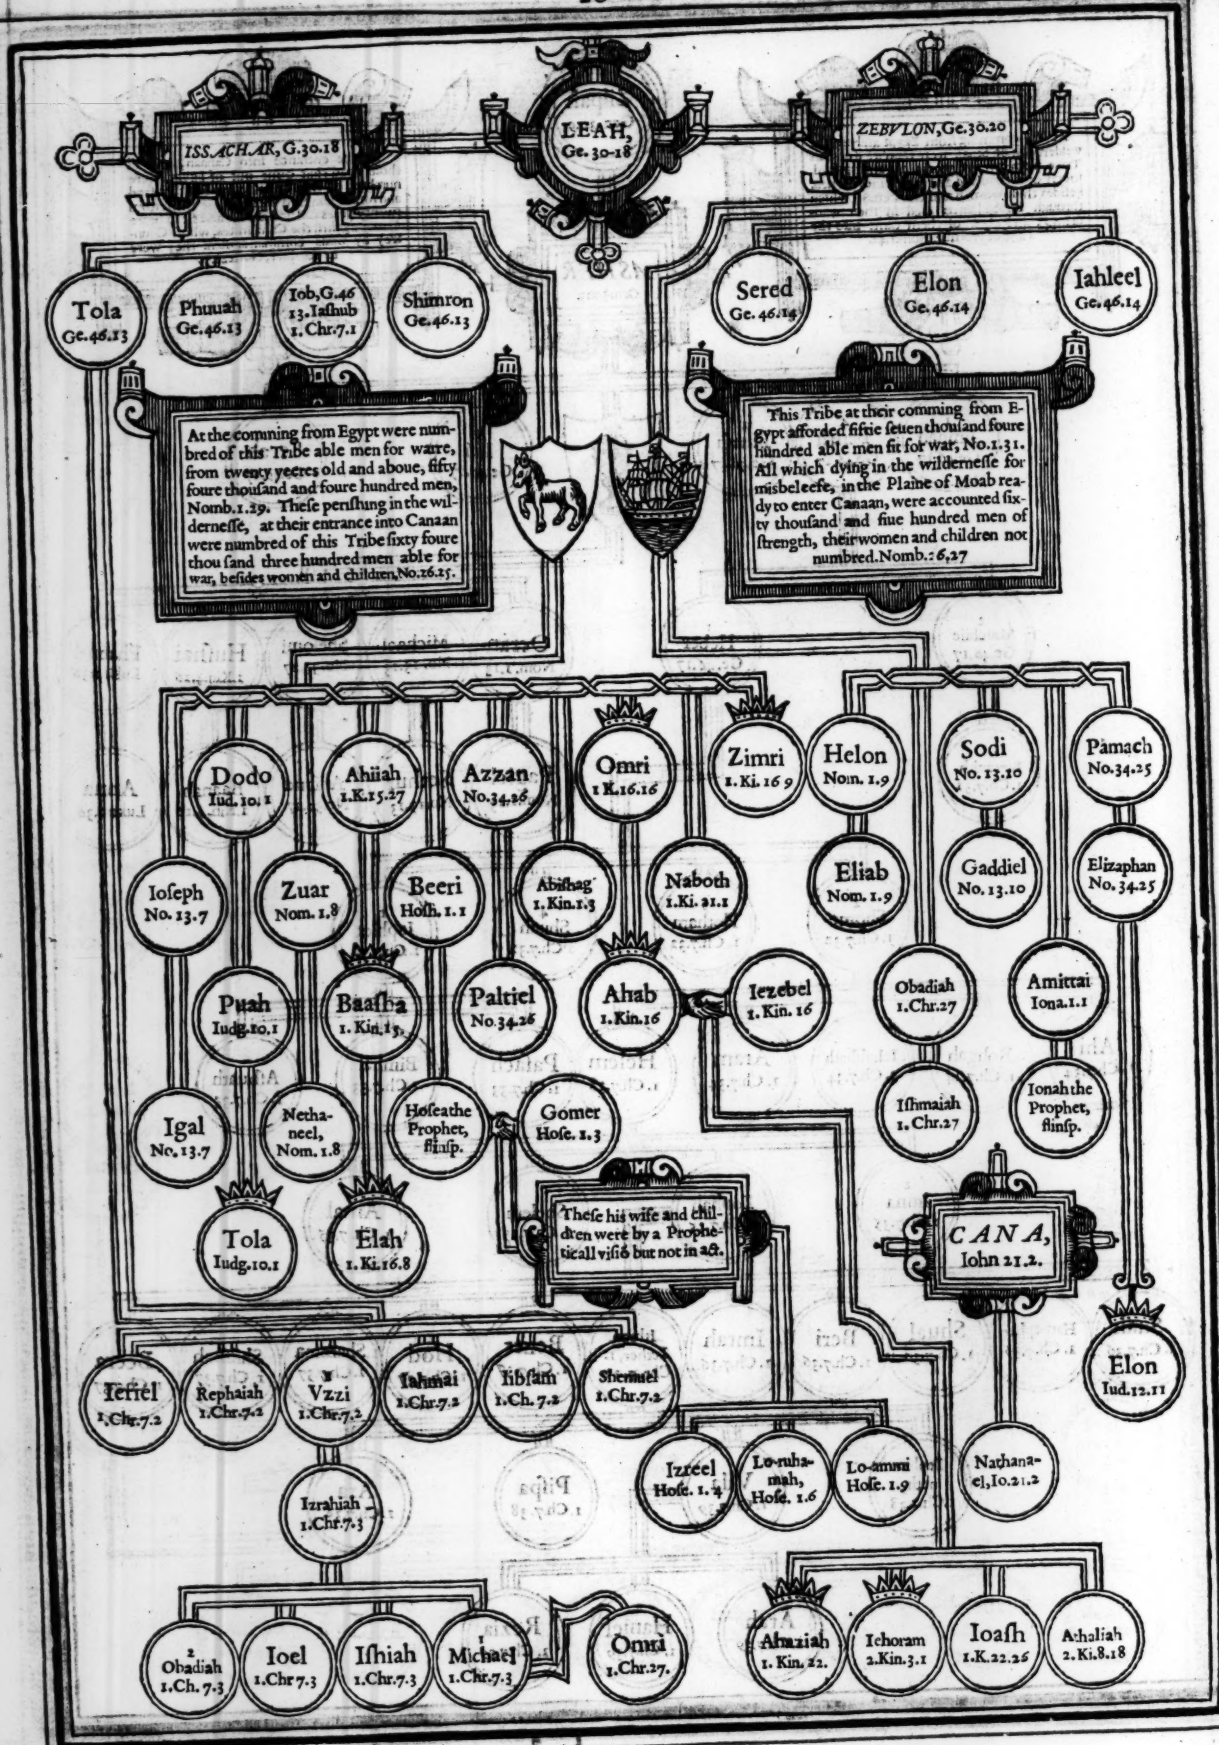 ISSACHAR, G.30.18
LEAH,
Ge. 30-18
ZEBVLON, Ge.30.20
Tola
Ge.46.13
Phuuah
Ge.46.13
Iob, G.46
13. Iaſhub
1. Chr.7.1
Shimron
Ge.46.13
Sered
Ge. 46.14
Elon
Ge. 46.14
Iahleel
Ge. 46.14
At the comming from Egypt were num-
bred of this Tribe able men for warre,
from twenty yeeres old and aboue, fifty
foure thouſand and foure hundred men,
Nomb.1.29. Theſe periſhung in the wil-
derneſſe, at their entrance into Canaan
were numbred of this Tribe ſixty foure
thou ſand three hundred men able for
war, beſides women and children, No.26.25.
This Tribe at their comming from E-
gypt afforded fiftie ſeuen thouſand foure
hundred able men fit for war, No.1.31.
All which dying in the wilderneſſe for
misbeleefe, in the Plaine of Moab rea-
dy to enter Canaan, were accounted ſix-
ty thouſand and fiue hundred men of
ſtrength, their women and children not
numbred. Nomb.:6,27
Dodo
Iud. 10.1
Ahiiah
1.K.15.27
Azzan
No.34.26
Omri
1 K.16.16
Zimri
1. Ki. 16 9
Helon
Nom. 1.9
Sodi
No. 13.10
Pamach
No.34.25
Ioſeph
No. 13.7
Zuar
Nom. 1.8
Beeri
Hoſh. 1.1
Abiſhag
1. Kin.1.3
Naboth
1.Ki. 21.1
Eliab
Nom. 1.9
Gaddiel
No. 13.10
Elizaphan
No. 34.25
Puah
Iudg.10.1
Baaſha
1. Kin.15.
Paltiel
No.34.26
Ahab
1. Kin.16
Iezebel
1. Kin. 16
Obadiah
1.Chr.27
Amittai
Iona.1.1
Igal
No. 13.7
Netha-
neel,
Nom. 1.8
Hoſea the
Prophet,
ſlinſp.
Gomer
Hoſe. 1.3
Iſhmaiah
1. Chr.27
Ionah the
Prophet,
ſlinſp.
Tola
Iudg.10.1
Elah
1. Ki.16.8
Theſe his wife and chil-
dren were by a Prophe-
ticall viſiō but not in act.
CANA,
Iohn 21.2.
Ieriel
1.Chr.7.2
Rephaiah
1.Chr.7.2
Vzzi
1.Chr.7.2
Iahmai
1.Chr.7.2
Iibſam
1.Ch. 7.2
Shemuel
1.Chr.7.2
Elon
Iud.12.11
Izreel
Hoſe. 1. 4
Lo-ruha-
mah,
Hoſe. 1.6
Lo-ammi
Hoſe. 1.9
Nathana-
el, Io.21.2
Izrahiah
1.Chr.7.3
2
Obadiah
1.Ch. 7.3
Ioel
1.Chr 7.3
Iſhiah
1.Chr.7.3
1
Michael
1.Chr.7.3
Omri
1.Chr.27.
Ahaziah
1. Kin. 22.
Iehoram
2.Kin.3.1
Ioaſh
1.K.22.26
Athaliah
2. Ki.8.18